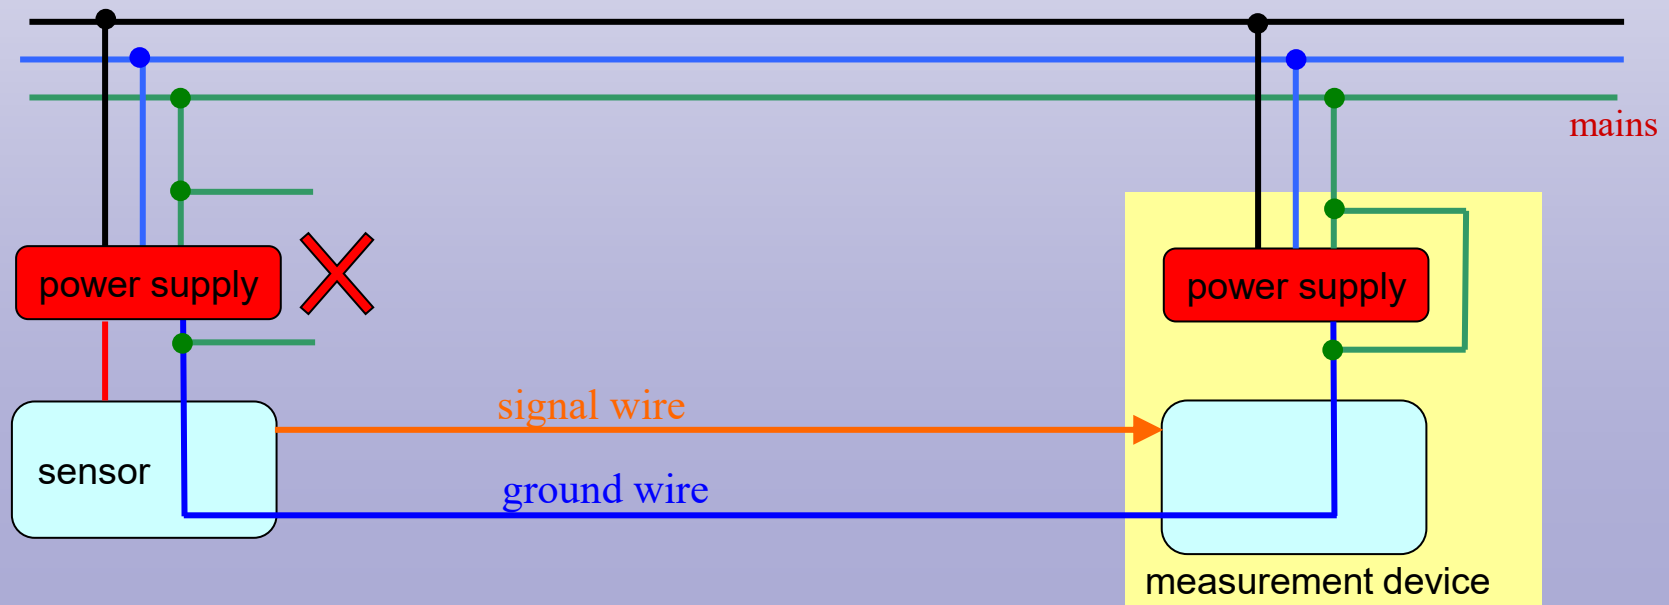 mains
power supply
power supply
signal wire
sensor
ground wire
measurement device